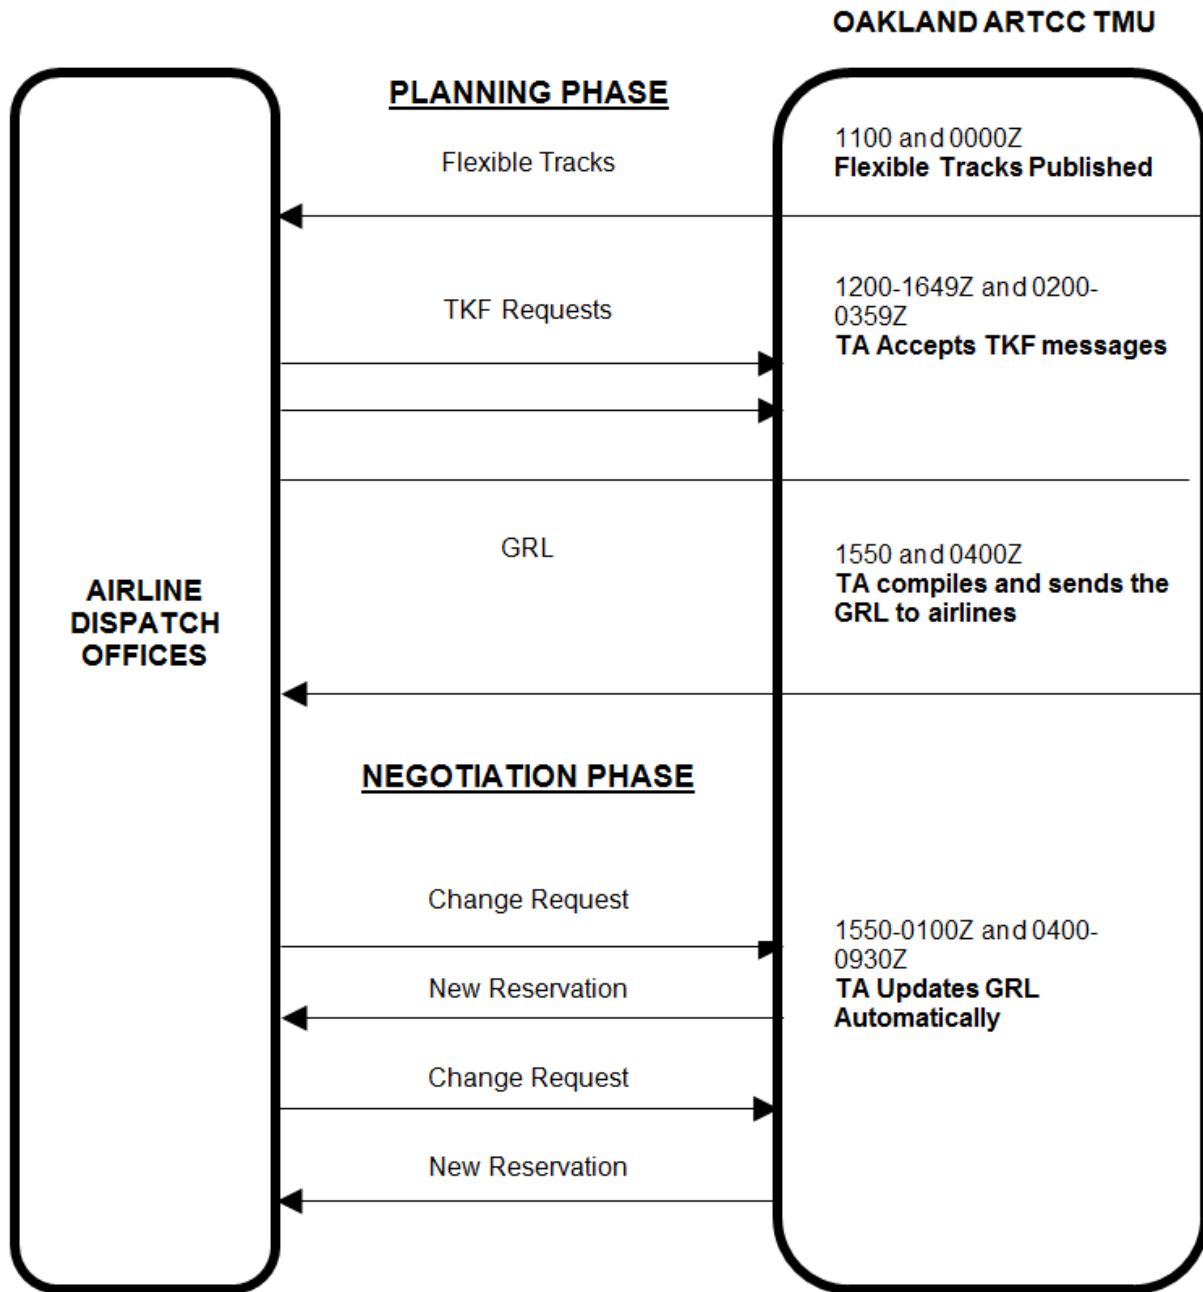 OAKLAND ARTCC TMU
PLANNING PHASE
1100 and 0000Z
Flexible Tracks Published
Flexible Tracks
1200-1649Z and 0200-
0359Z
TA Accepts TKF messages
TKF Requests
GRL
1550 and 0400Z
TA compiles and sends the
GRL to airlines
AIRLINE
DISPATCH
OFFICES
NEGOTIATION PHASE
Change Request
1550-0100Z and 0400-
0930Z
TA Updates GRL
Automatically
New Reservation
Change Request
New Reservation